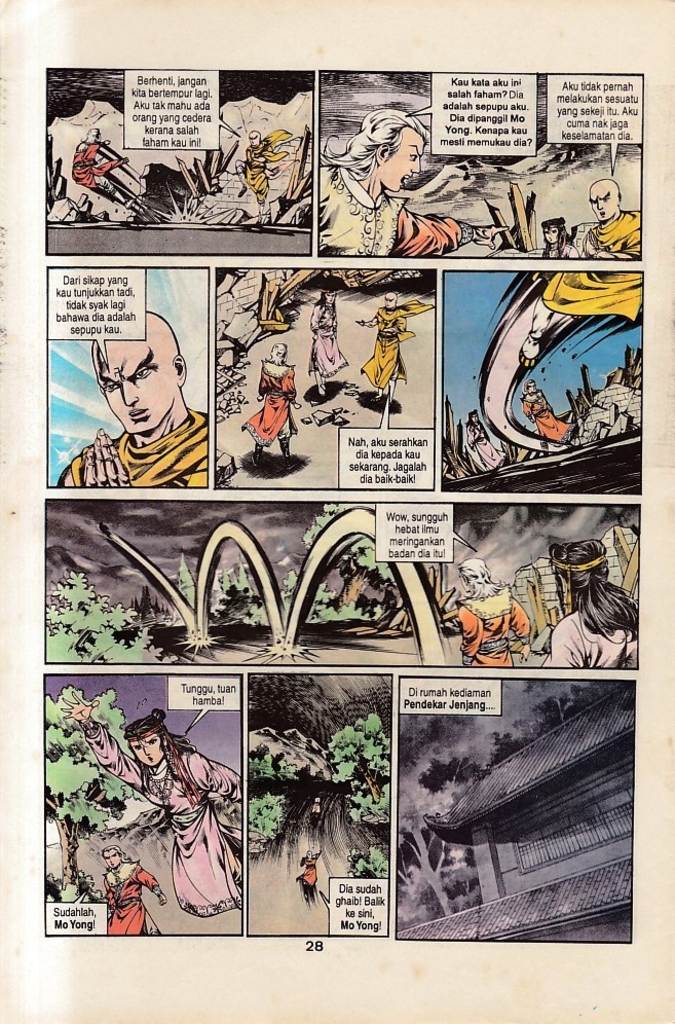 Berhenti, jangan
kita bertempur lagi.
Aku tak mahu ada
orang yang cedera
kerana salah
faham kau ini!
Kau kata aku ini
salah faham? Dia
adalah sepupu aku.
Dia dipanggil Mo
Yong. Kenapa kau
mesti memukau dia?
Aku tidak pernah
melakukan sesuatu
yang sekeji itu. Aku
cuma nak jaga
keselamatan dia.
Dari sikap yang
kau tunjukkan tadi,
tidak syak lagi
bahawa dia adalah
sepupu kau.
Nah, aku serahkan
dia kepada kau
sekarang. Jagalah
dia baik-baik!
Wow, sungguh
hebat ilmu
meringankan
badan dia itu!
Tunggu, tuan
hamba!
Sudahlah,
Mo Yong!
Dia sudah
ghaib! Balik
ke sini,
Mo Yong!
Di rumah kediaman
Pendekar Jenjang....
28